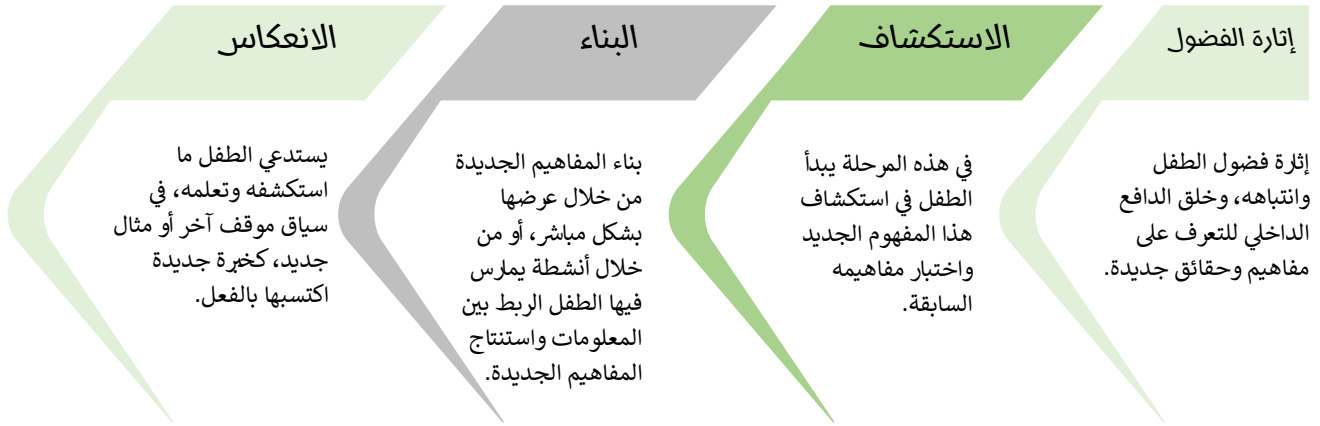 إثارة الفضول
إثارة فضول الطفل
وانتباهه، وخلق الدافع
الداخلي للتعرف على
مفاهيم وحقائق جديدة.
الاستكشاف
في هذه المرحلة يبدأ
الطفل في استكشاف
هذا المفهوم الجديد
واختبار مفاهيمه
السابقة.
البناء
بناء المفاهيم الجديدة
من خلال عرضها
بشكل مباشر، أو من
خلال أنشطة يمارس
فيها الطفل الربط بين
المعلومات واستنتاج
المفاهيم الجديدة.
الانعكاس
يستدعي الطفل ما
استكشفه وتعلمه، في
سياق موقف آخر أو مثال
جديد، كخبرة جديدة
اكتسبها بالفعل.